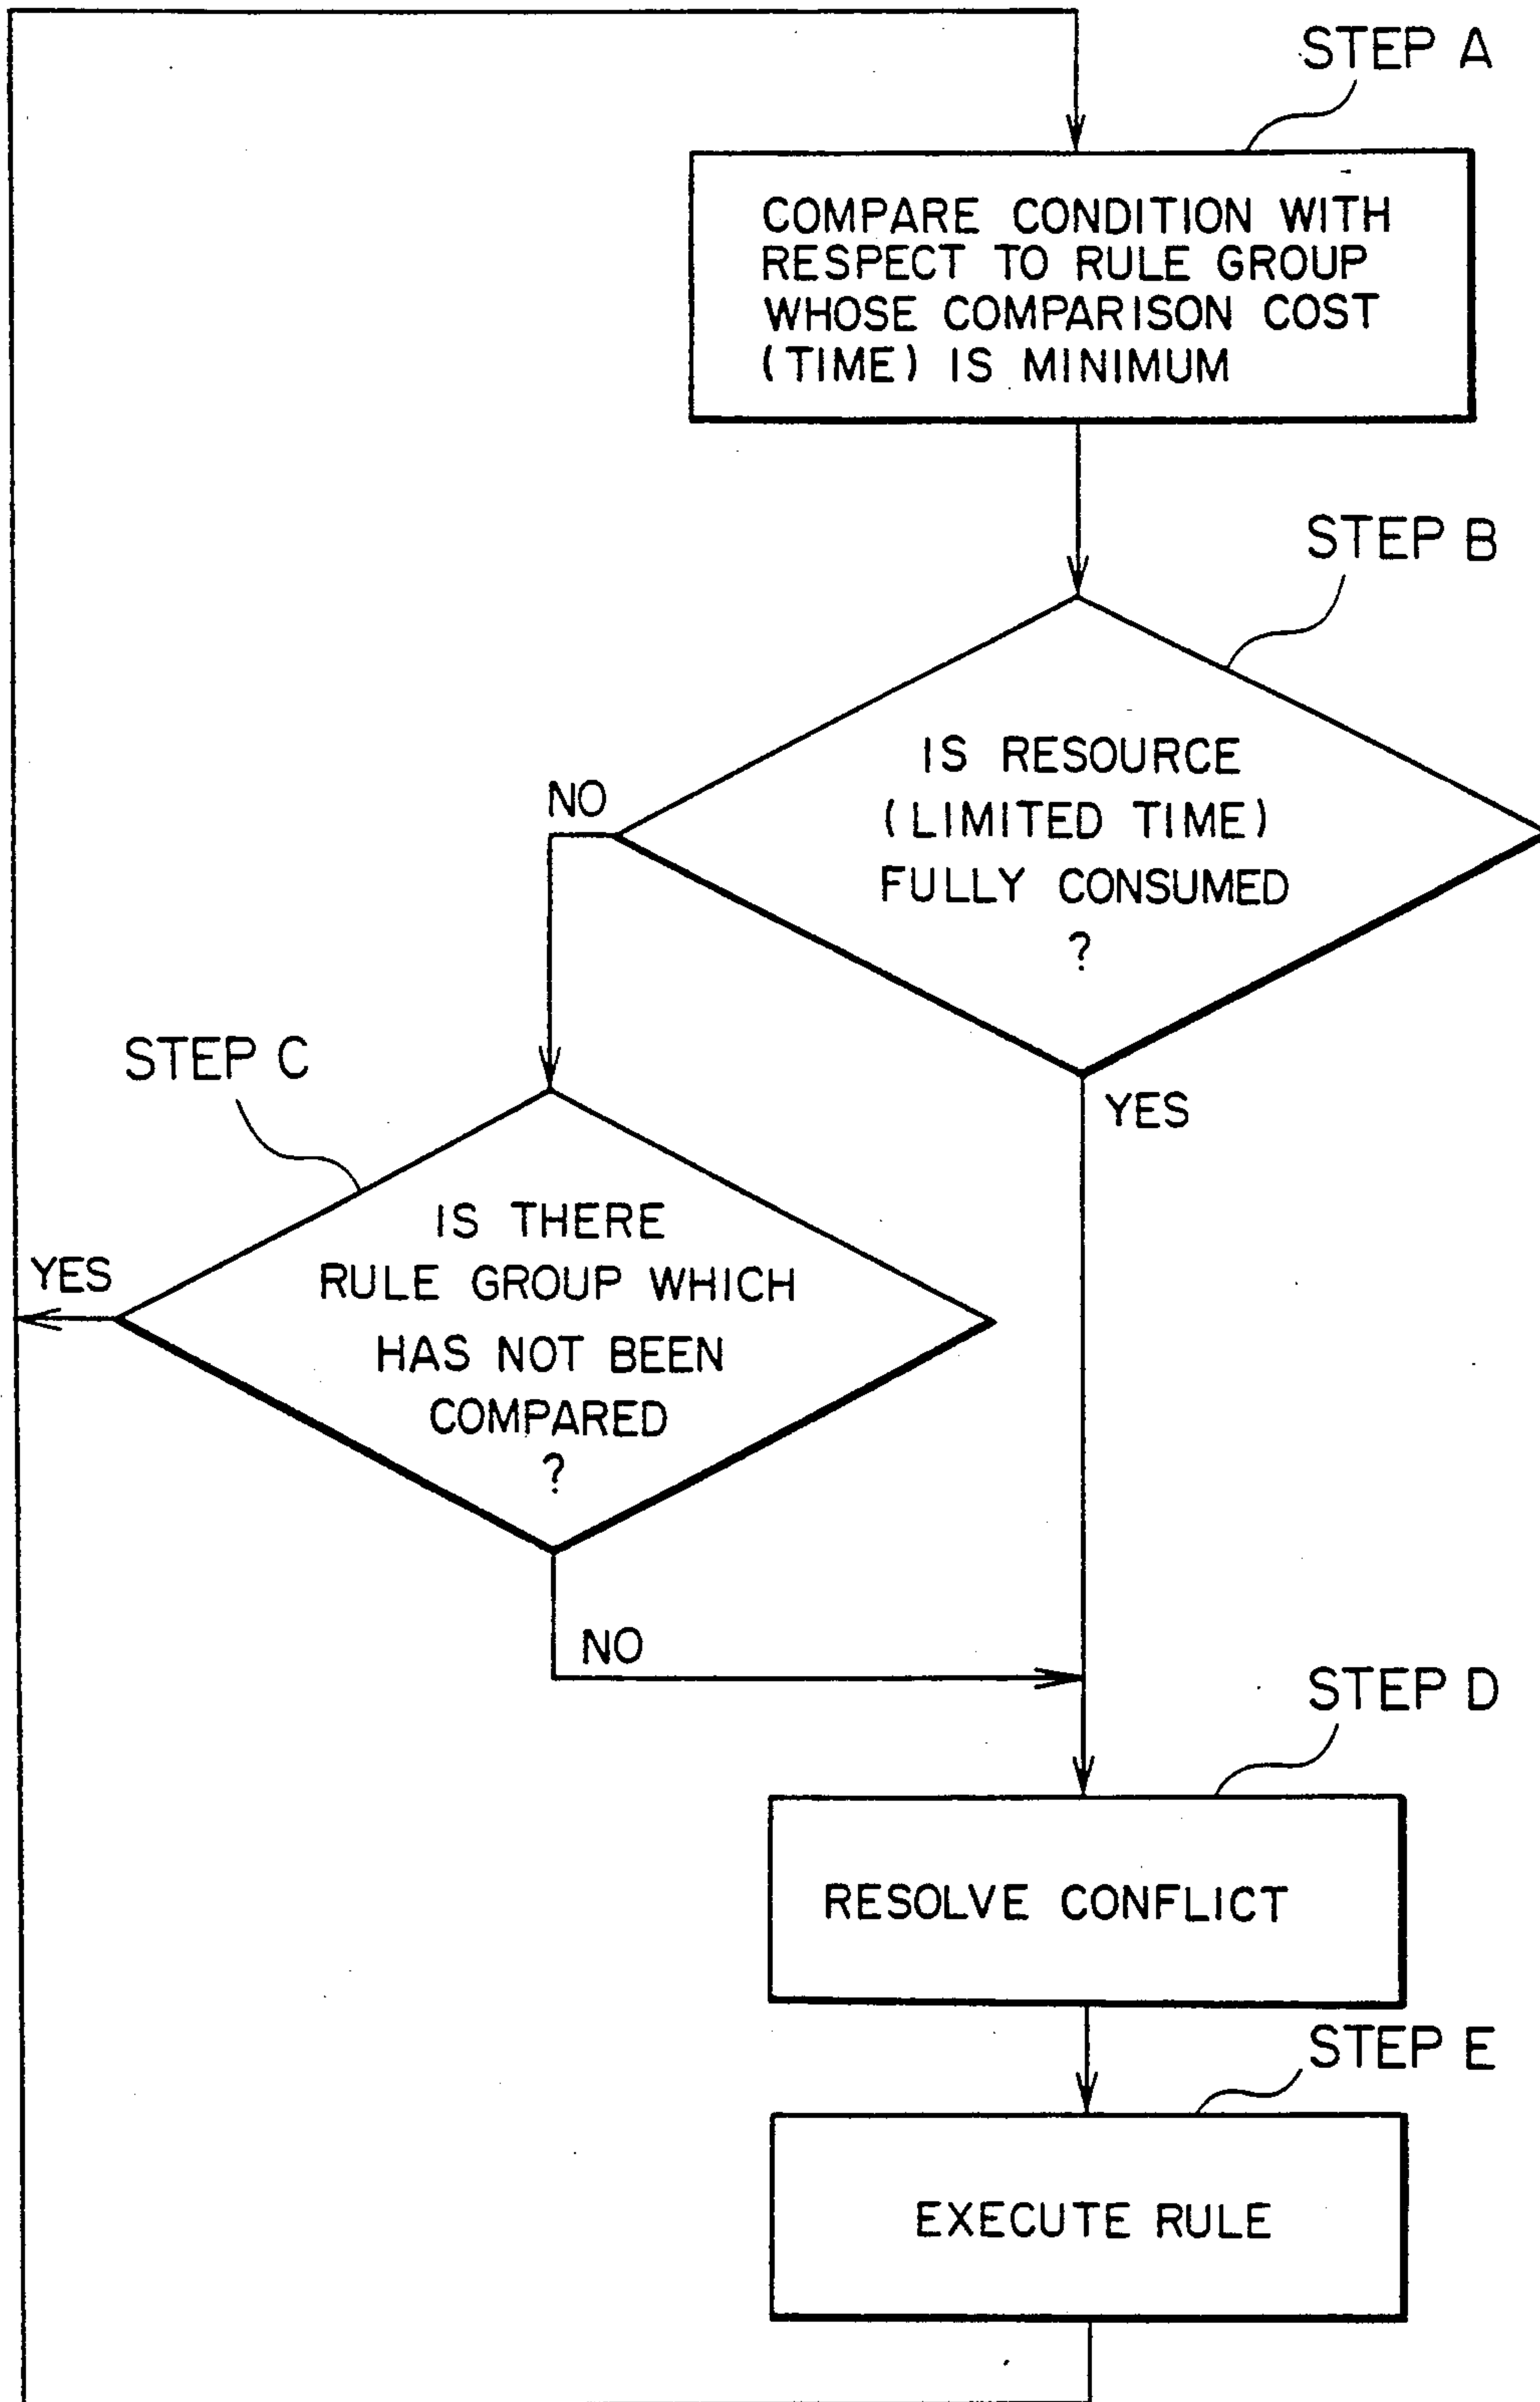 STEP A
COMPARE CONDITION WITH
RESPECT TO RULE GROUP
WHOSE COMPARISON COST
(TIME) IS MINIMUM
STEP B
IS RESOURCE
(LIMITED TIME)
FULLY CONSUMED
?
NO
YES
STEP C
IS THERE
RULE GROUP WHICH
HAS NOT BEEN
COMPARED
?
YES
NO
STEP D
RESOLVE CONFLICT
STEP E
EXECUTE RULE